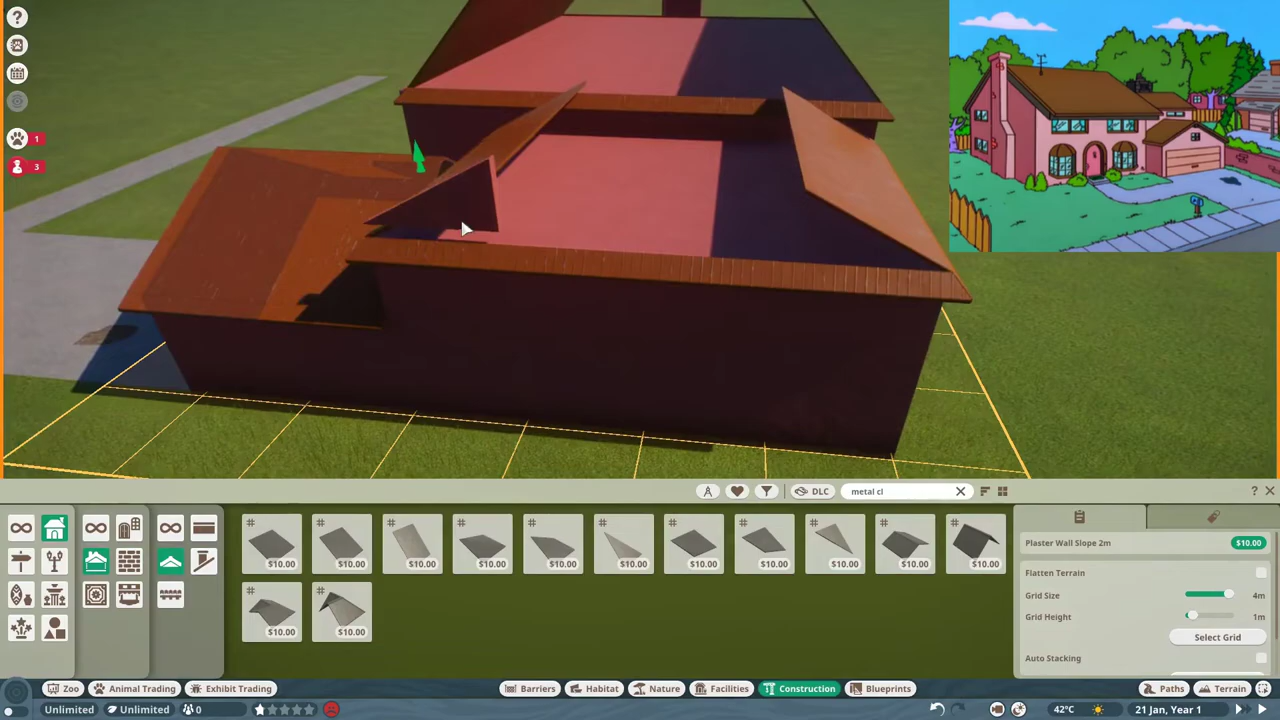 ?
1
3
metal cl
DLC
?
$10.00 $10.00 $10.00 $10.00 $10.00 $10.00 $10.00 $10.00 $10.00 $10.00 $10.00
$10.00 $10.00
Plaster Wall Slope 2m $10.00
Flatten Terrain
Grid Size 4m
Grid Height 1m
Select Grid
Auto Stacking
Zoo Animal Trading Exhibit Trading Barriers Habitat Nature Facilities Construction Blueprints Paths Terrain
Unlimited Unlimited 0 42°C 21 Jan, Year 1